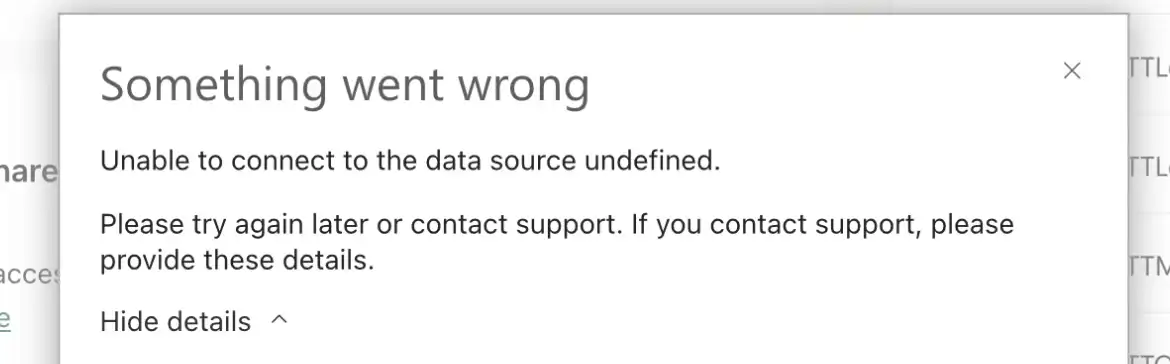 Something went wrong
Unable to connect to the data source undefined.
Please try again later or contact support. If you contact support, please
provide these details.
Hide details